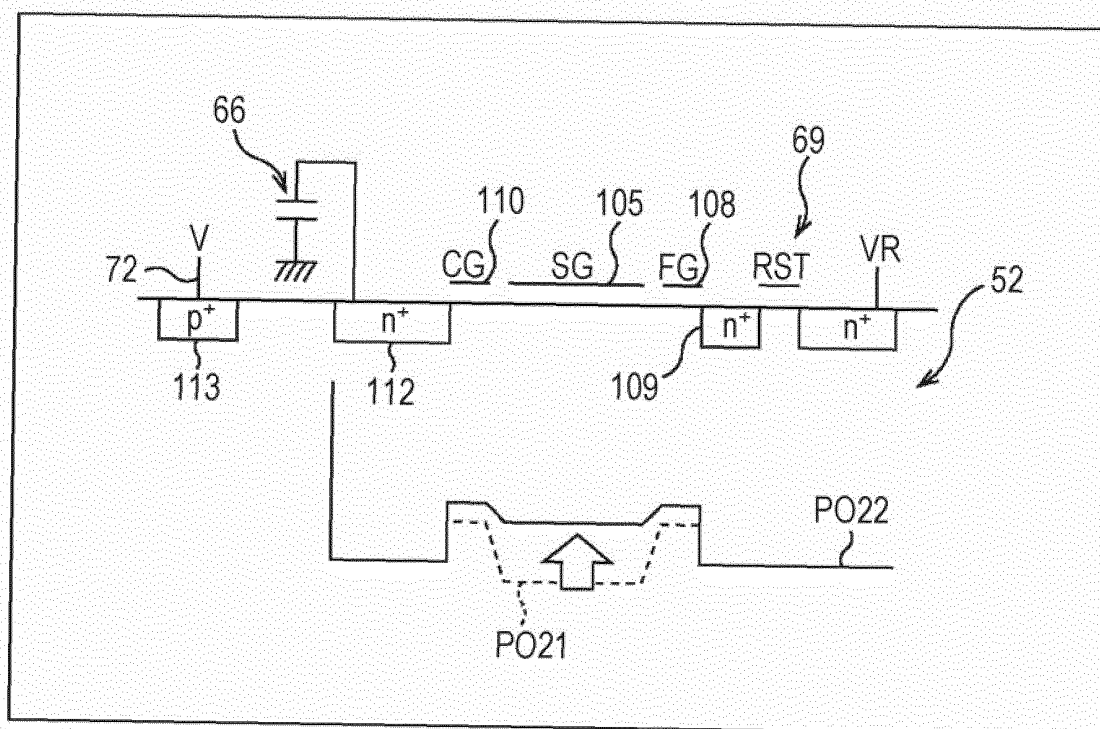 66
69
110
105
108
V
CG
SG
FG
RST
VR
72
52
p+
n+
n+
n+
113
112
109
PO22
PO21